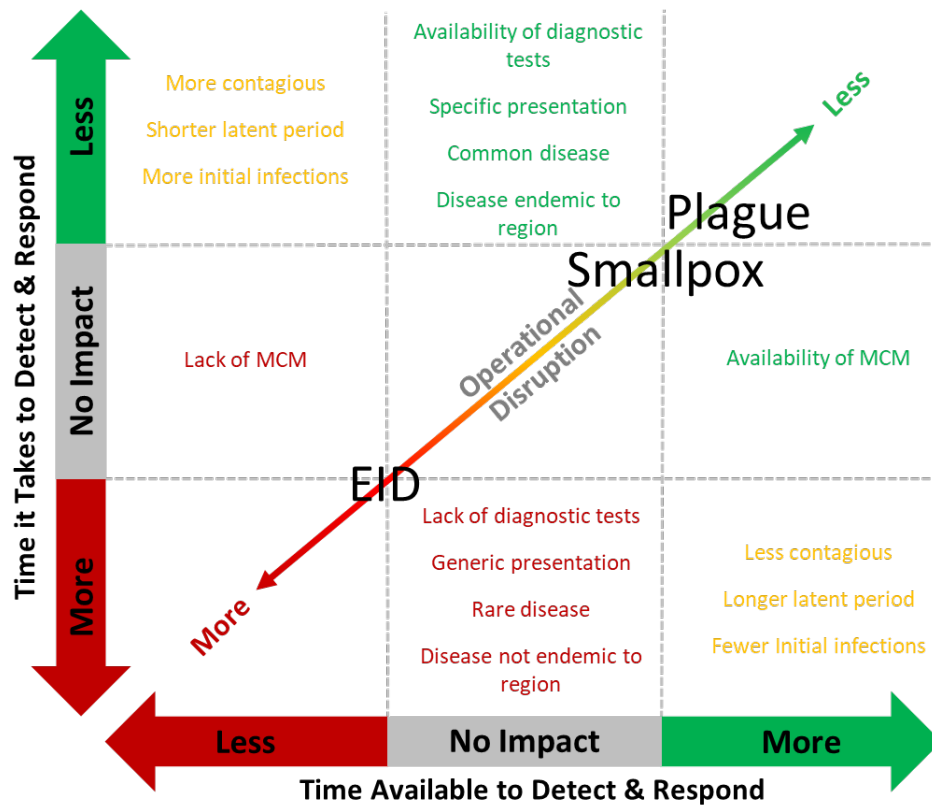 Time it Takes to Detect & Respond
Less
No Impact
More
More contagious
Shorter latent period
More initial infections
Availability of diagnostic
tests
Specific presentation
Common disease
Disease endemic to
region
Less
Plague
Smallpox
Operational
Disruption
Lack of MCM
Availability of MCM
EID
More
Lack of diagnostic tests
Generic presentation
Rare disease
Disease not endemic to
region
Less contagious
Longer latent period
Fewer Initial infections
Less
No Impact
More
Time Available to Detect & Respond